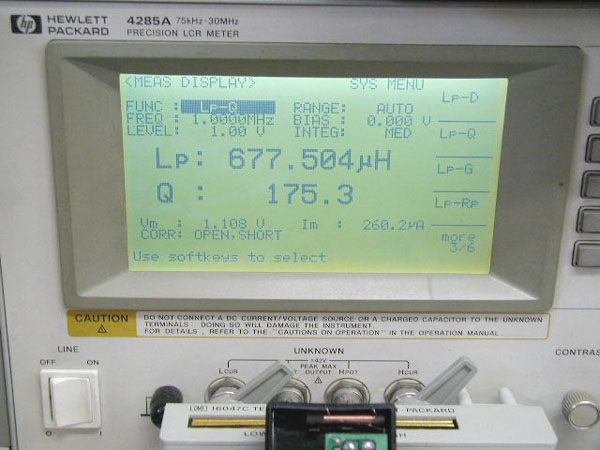 hp HEWLETT PACKARD 4285A 75kHz-30MHz PRECISION LCR METER
<MEAS DISPLAY> SYS MENU
FUNC : Lp-Q RANGE: AUTO
FREQ : 1.0000MHz BIAS : 0.000 V
LEVEL: 1.00 V INTEG: MED
Lp: 677.504µH
Q : 175.3
Vm : 1.108 V Im : 260.2µA
CORR: OPEN,SHORT
Use softkeys to select
Lp-D
Lp-Q
Lp-G
Lp-Rp
more 3/6
CAUTION
DO NOT CONNECT A DC CURRENT/VOLTAGE SOURCE OR A CHARGED CAPACITOR TO THE UNKNOWN
TERMINALS. DOING SO WILL DAMAGE THE INSTRUMENT.
FOR DETAILS, REFER TO THE "CAUTIONS ON OPERATION" IN THE OPERATION MANUAL.
LINE
OFF ON
O I
UNKNOWN
±42V
PEAK MAX
OUTPUT
LCUR HPOT HCUR
CONTRAS
16047C TE T-PACKARD
LOW